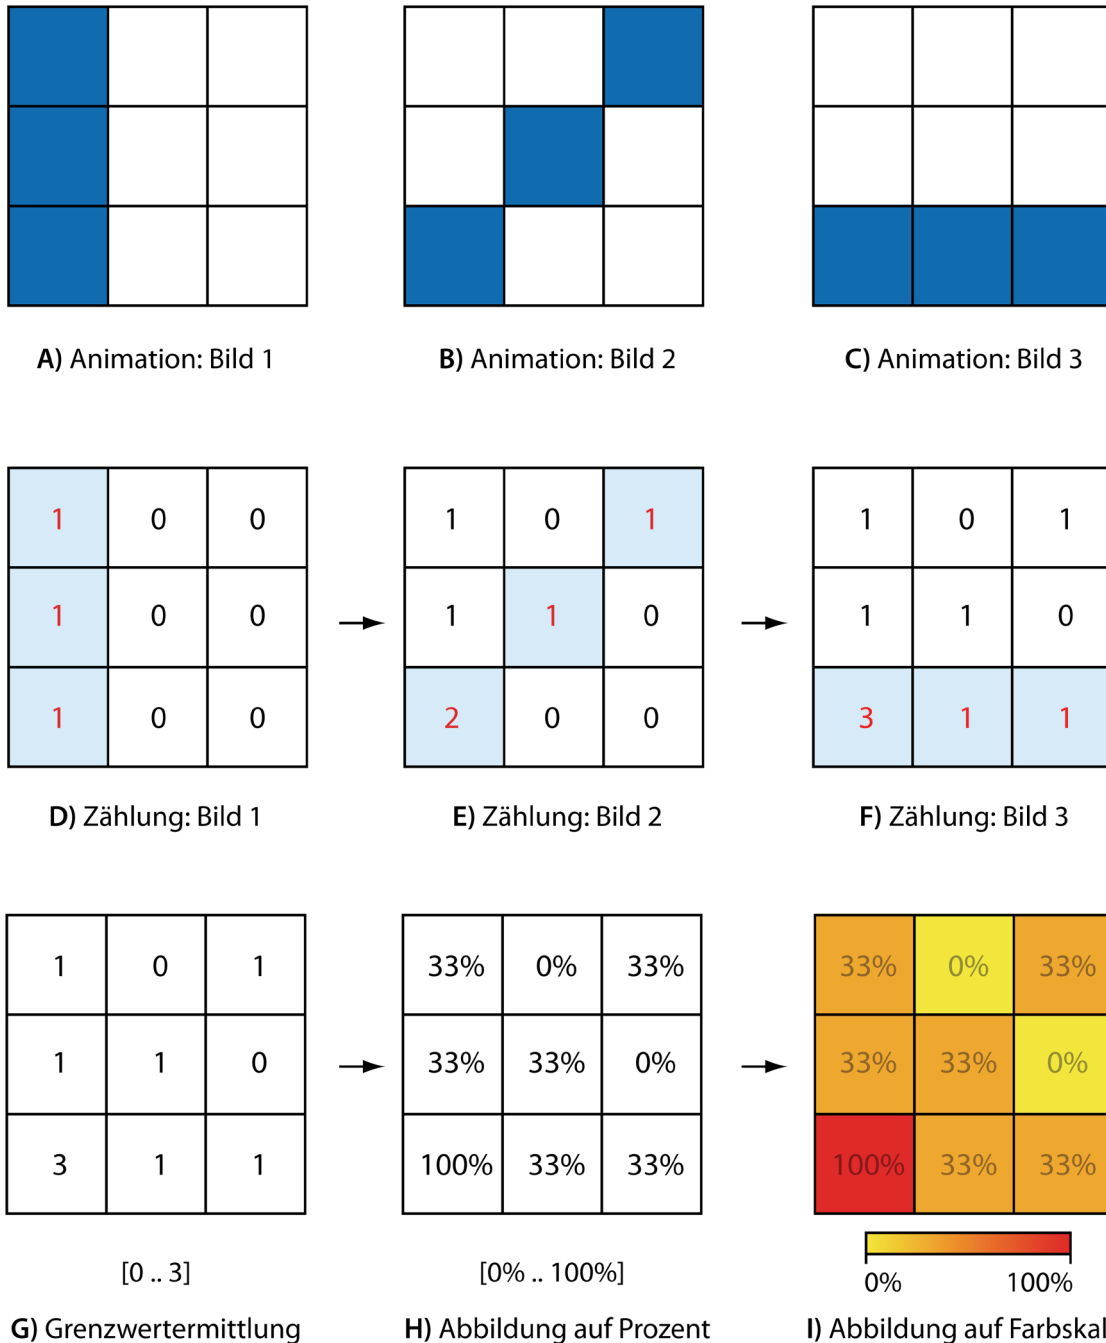 A) Animation: Bild 1
B) Animation: Bild 2
C) Animation: Bild 3
1 0 0
1 0 0
1 0 0
1 0 1
1 1 0
2 0 0
1 0 1
1 1 0
3 1 1
D) Zählung: Bild 1
E) Zählung: Bild 2
F) Zählung: Bild 3
1 0 1
1 1 0
3 1 1
33% 0% 33%
33% 33% 0%
100% 33% 33%
33% 0% 33%
33% 33% 0%
100% 33% 33%
[0 .. 3]
[0% .. 100%]
0% 100%
G) Grenzwertermittlung
H) Abbildung auf Prozent
I) Abbildung auf Farbskal